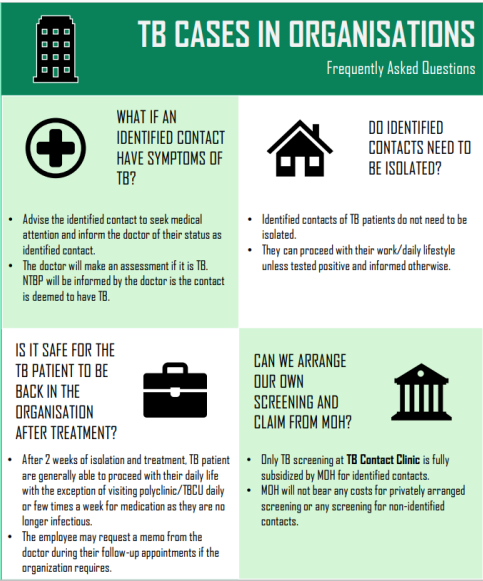 TB CASES IN ORGANISATIONS
Frequently Asked Questions
WHAT IF AN
IDENTIFIED CONTACT
HAVE SYMPTOMS OF
TB?
• Advise the identified contact to seek medical
attention and inform the doctor of their status as
identified contact.
• The doctor will make an assessment if it is TB.
NTBP will be informed by the doctor is the contact
is deemed to have TB.
DO IDENTIFIED
CONTACTS NEED TO
BE ISOLATED?
• Identified contacts of TB patients do not need to be
isolated.
• They can proceed with their work/daily lifestyle
unless tested positive and informed otherwise.
IS IT SAFE FOR THE
TB PATIENT TO BE
BACK IN THE
ORGANISATION
AFTER TREATMENT?
• After 2 weeks of isolation and treatment, TB patient
are generally able to proceed with their daily life
with the exception of visiting polyclinic/TBCU daily
or few times a week for medication as they are no
longer infectious.
• The employee may request a memo from the
doctor during their follow-up appointments if the
organization requires.
CAN WE ARRANGE
OUR OWN
SCREENING AND
CLAIM FROM MOH?
• Only TB screening at TB Contact Clinic is fully
subsidized by MOH for identified contacts.
• MOH will not bear any costs for privately arranged
screening or any screening for non-identified
contacts.